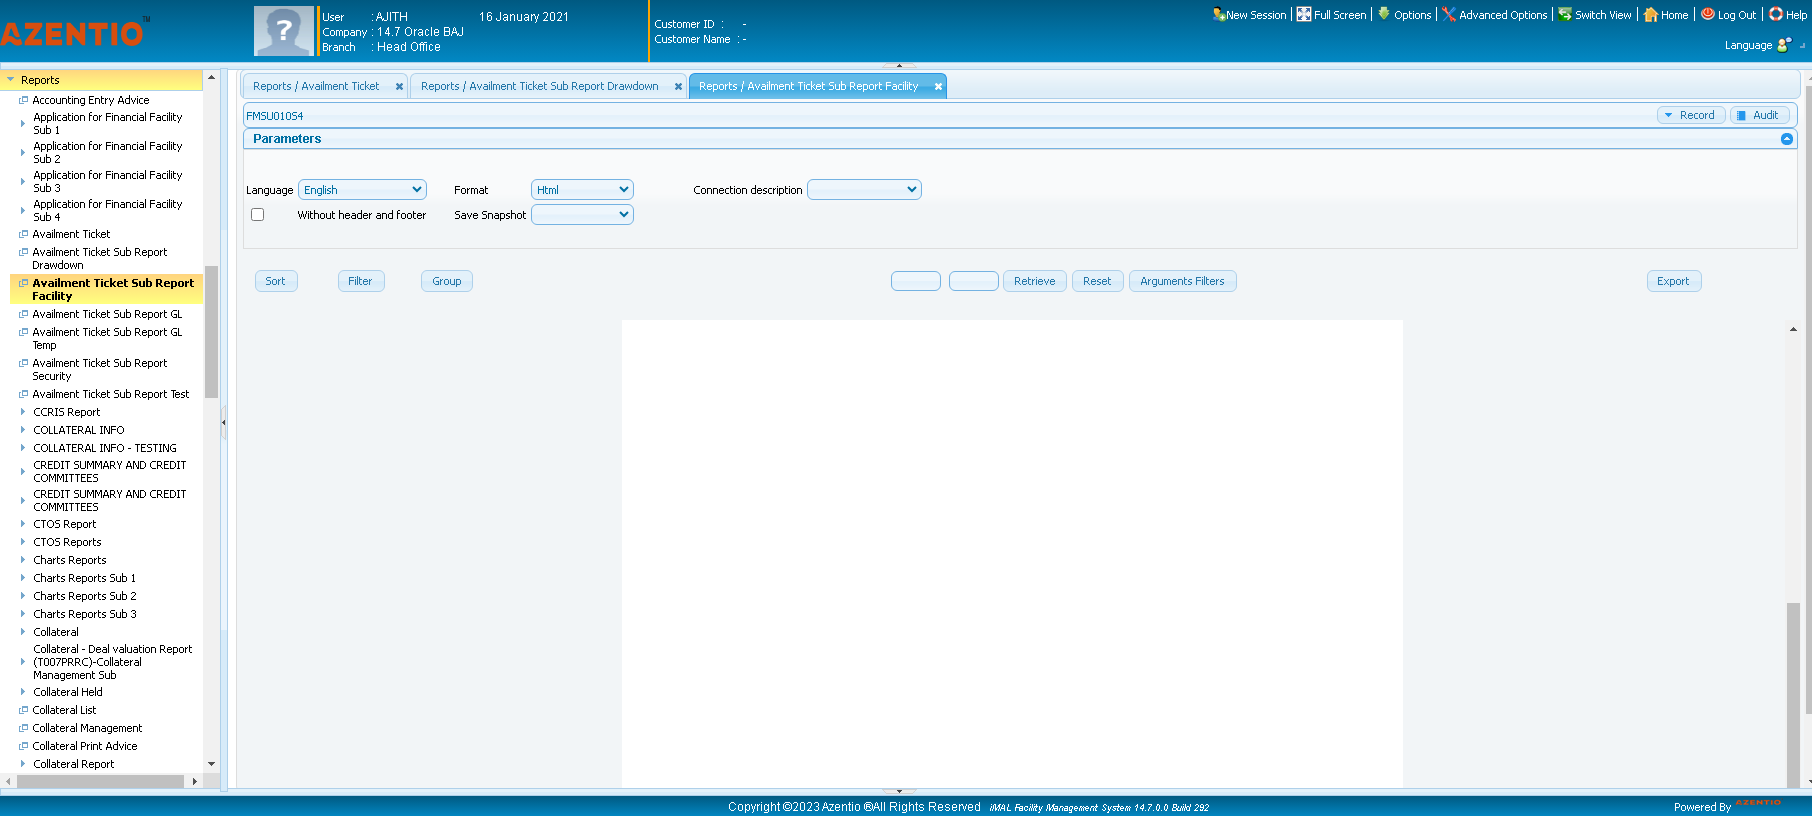 AZENTIO TM
User : AJITH 16 January 2021
Company : 14.7 Oracle BAJ
Branch : Head Office
Customer ID : -
Customer Name : -
New Session Full Screen Options Advanced Options Switch View Home Log Out Help
Language
Reports
Accounting Entry Advice
Application for Financial Facility
Sub 1
Application for Financial Facility
Sub 2
Application for Financial Facility
Sub 3
Application for Financial Facility
Sub 4
Availment Ticket
Availment Ticket Sub Report
Drawdown
Availment Ticket Sub Report
Facility
Availment Ticket Sub Report GL
Availment Ticket Sub Report GL
Temp
Availment Ticket Sub Report
Security
Availment Ticket Sub Report Test
CCRIS Report
COLLATERAL INFO
COLLATERAL INFO - TESTING
CREDIT SUMMARY AND CREDIT
COMMITTEES
CREDIT SUMMARY AND CREDIT
COMMITTEES
CTOS Report
CTOS Reports
Charts Reports
Charts Reports Sub 1
Charts Reports Sub 2
Charts Reports Sub 3
Collateral
Collateral - Deal valuation Report
(T007PRRC)-Collateral
Management Sub
Collateral Held
Collateral List
Collateral Management
Collateral Print Advice
Collateral Report
Reports / Availment Ticket Reports / Availment Ticket Sub Report Drawdown Reports / Availment Ticket Sub Report Facility
FMSU010S4 Record Audit
Parameters
Language English Format Html Connection description
Without header and footer Save Snapshot
Sort Filter Group Retrieve Reset Arguments Filters Export
Copyright ©2023 Azentio ®All Rights Reserved iMAL Facility Management System 14.7.0.0 Build 292
Powered By AZENTIO